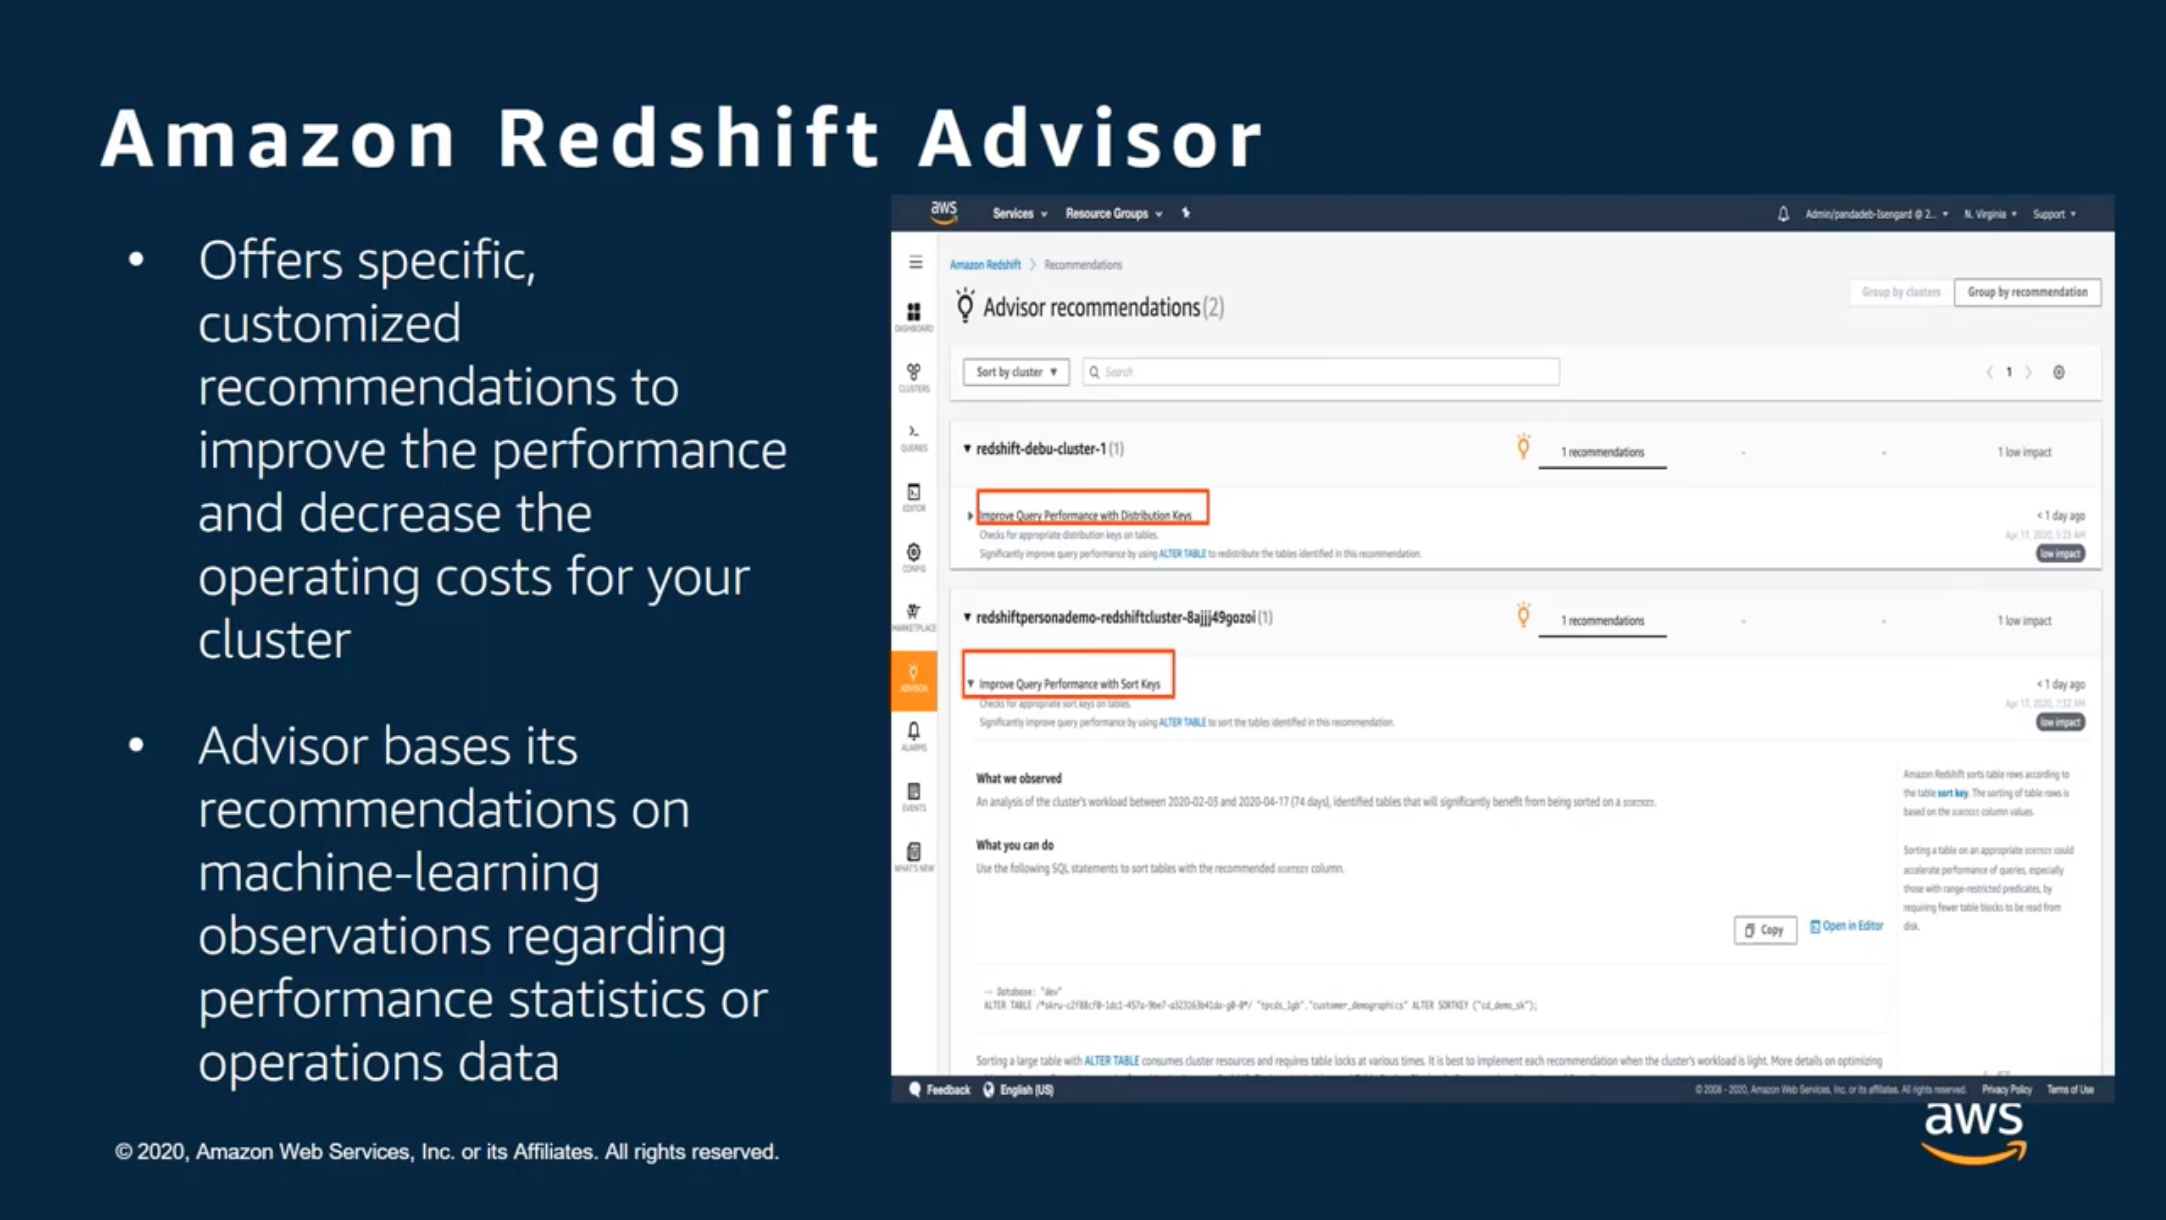 Amazon Redshift Advisor
• Offers specific,
customized
recommendations to
improve the performance
and decrease the
operating costs for your
cluster
• Advisor bases its
recommendations on
machine-learning
observations regarding
performance statistics or
operations data
aws Services Resource Groups Admin/pandadeb-Isengard @ 2... N. Virginia Support
Amazon Redshift > Recommendations
Group by clusters Group by recommendation
Advisor recommendations (2)
DASHBOARD
CLUSTERS
QUERIES
EDITOR
CONFIG
MARKETPLACE
ADVISOR
ALARMS
EVENTS
WHAT'S NEW
Sort by cluster Search 1
redshift-debu-cluster-1 (1) 1 recommendations - - 1 low impact
Improve Query Performance with Distribution Keys < 1 day ago
Checks for appropriate distribution keys on tables. Apr 17, 2020, 5:23 AM
Significantly improve query performance by using ALTER TABLE to redistribute the tables identified in this recommendation. low impact
redshiftpersonademo-redshiftcluster-8ajjj49gozoi (1) 1 recommendations - - 1 low impact
Improve Query Performance with Sort Keys < 1 day ago
Checks for appropriate sort keys on tables. Apr 17, 2020, 7:32 AM
Significantly improve query performance by using ALTER TABLE to sort the tables identified in this recommendation. low impact
What we observed
An analysis of the cluster's workload between 2020-02-03 and 2020-04-17 (74 days), identified tables that will significantly benefit from being sorted on a SORTKEY.
What you can do
Use the following SQL statements to sort tables with the recommended SORTKEY column.
Copy Open in Editor
-- Database: "dev"
ALTER TABLE "tpcds_1gb"."customer_demographics" ALTER SORTKEY ("cd_demo_sk");
Sorting a large table with ALTER TABLE consumes cluster resources and requires table locks at various times. It is best to implement each recommendation when the cluster's workload is light. More details on optimizing
Amazon Redshift sorts table rows according to
the table sort key. The sorting of table rows is
based on the SORTKEY column values.
Sorting a table on an appropriate SORTKEY could
accelerate performance of queries, especially
those with range-restricted predicates, by
requiring fewer table blocks to be read from
disk.
Feedback English (US) © 2008 - 2020, Amazon Web Services, Inc. or its affiliates. All rights reserved. Privacy Policy Terms of Use
© 2020, Amazon Web Services, Inc. or its Affiliates. All rights reserved.
aws